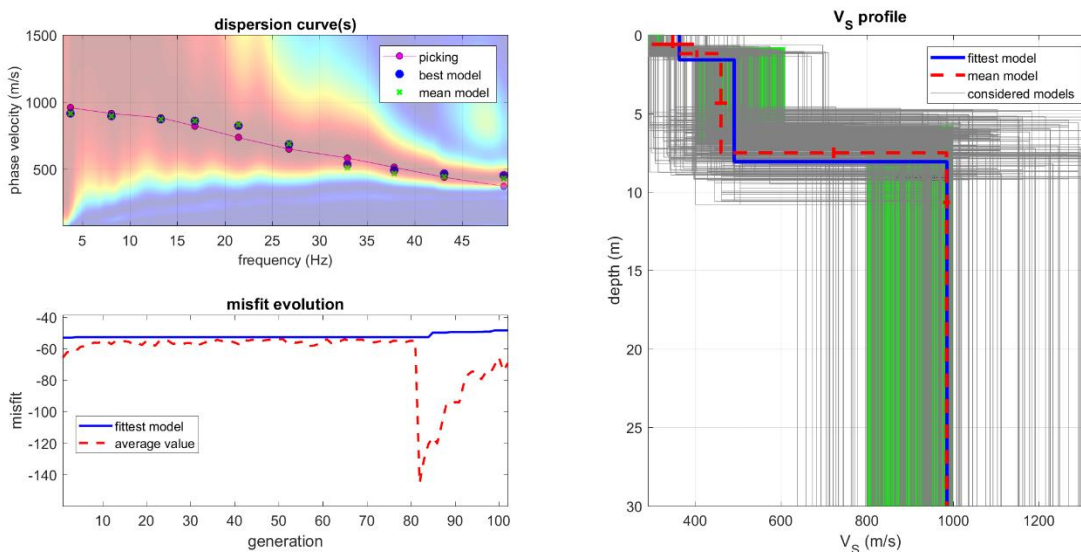 dispersion curve(s)
1500
1000
500
phase velocity (m/s)
picking
best model
mean model
5 10 15 20 25 30 35 40 45
frequency (Hz)
misfit evolution
-40
-60
-80
-100
-120
-140
misfit
fittest model
average value
10 20 30 40 50 60 70 80 90 100
generation
V_S profile
0
5
10
15
20
25
30
depth (m)
fittest model
mean model
considered models
400 600 800 1000 1200
V_S (m/s)